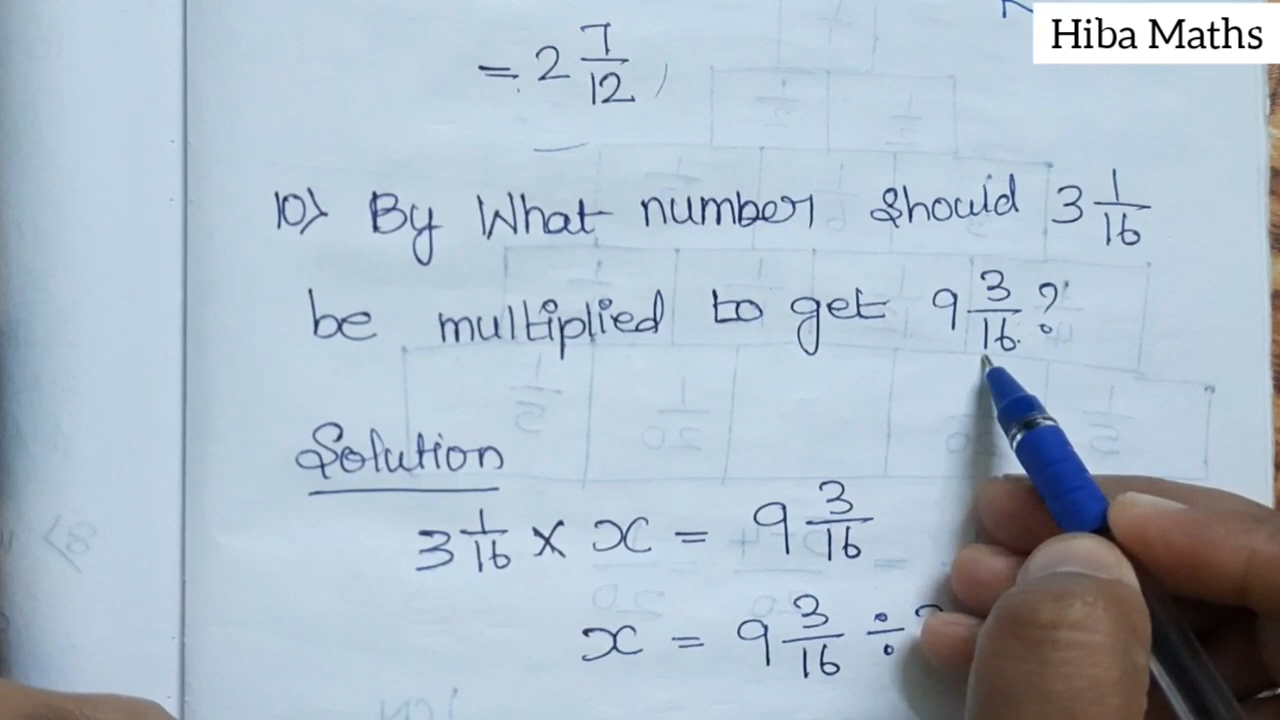 Hiba Maths
= 2 7/12,
10) By What number should 3 1/16
be multiplied to get 9 3/16 ?
Solution
3 1/16 × x = 9 3/16
x = 9 3/16 ÷